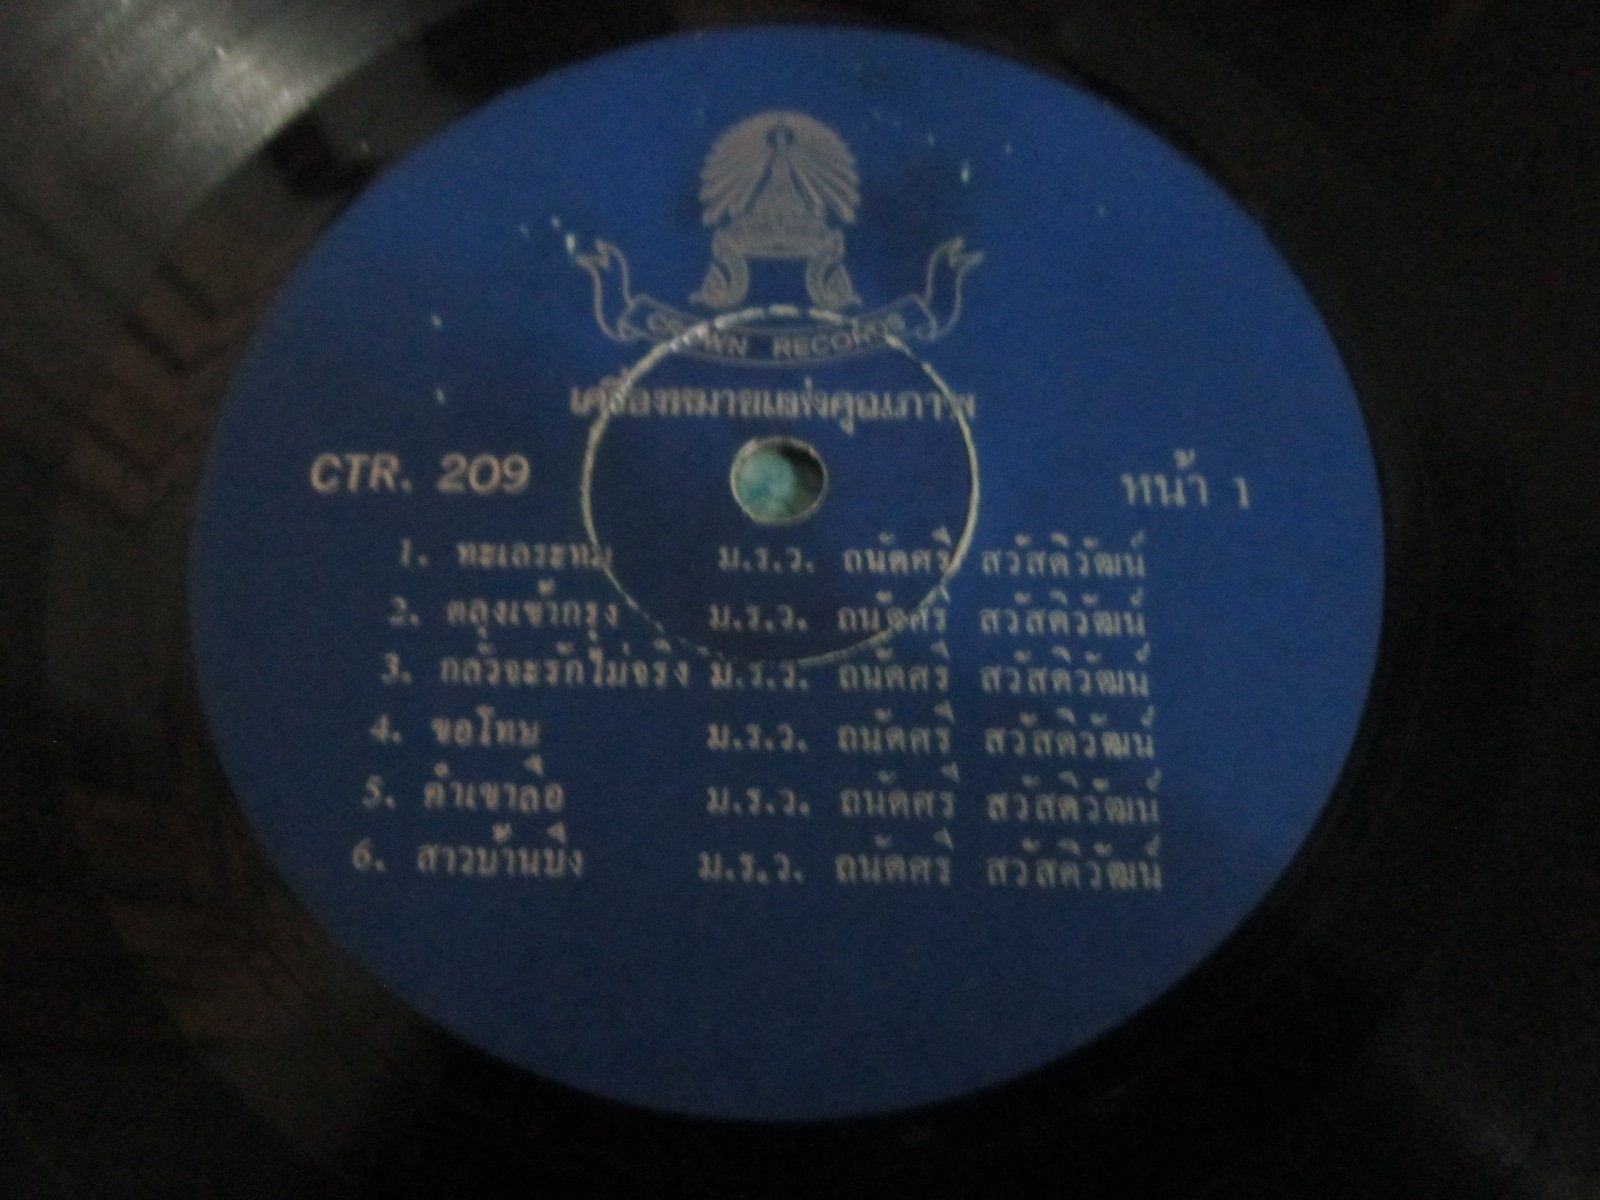 CROWN RECORDS
เครื่องหมายแห่งคุณภาพ
CTR. 209 หน้า 1
1. ทะเลระทม ม.ร.ว. ถนัดศรี สวัสดิวัฒน์
2. ตลุงเข้ากรุง ม.ร.ว. ถนัดศรี สวัสดิวัฒน์
3. กลัวจะรักไม่จริง ม.ร.ว. ถนัดศรี สวัสดิวัฒน์
4. ขอโทษ ม.ร.ว. ถนัดศรี สวัสดิวัฒน์
5. คำเขาลือ ม.ร.ว. ถนัดศรี สวัสดิวัฒน์
6. สาวบ้านบึง ม.ร.ว. ถนัดศรี สวัสดิวัฒน์